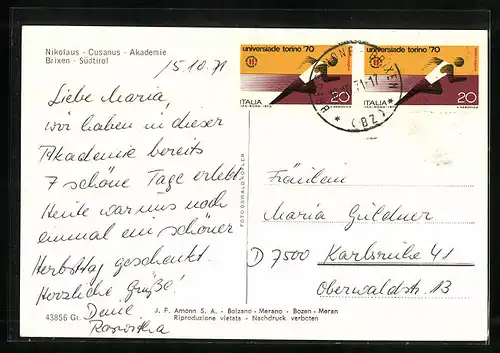 Nikolaus - Cusanus - Akademie
Brixen - Südtirol
15.10.71
Liebe Maria,
wir haben in dieser
Akademie bereits
7 schöne Tage erlebt.
Heute war uns noch
einmal ein schöner
Herbsttag geschenkt.
Herzliche Grüße!
Deine
Roswitha
43856 Gr.
J. F. Amonn S. A. - Bolzano - Merano - Bozen - Meran
Riproduzione vietata - Nachdruck verboten
FOTO OSWALD KOFLER
universiade torino '70
ITALIA
20
universiade torino '70
ITALIA
20
(BZ)
Fräulein
Maria Güldner
D 7500 Karlsruhe 41
Oberwaldstr. 13